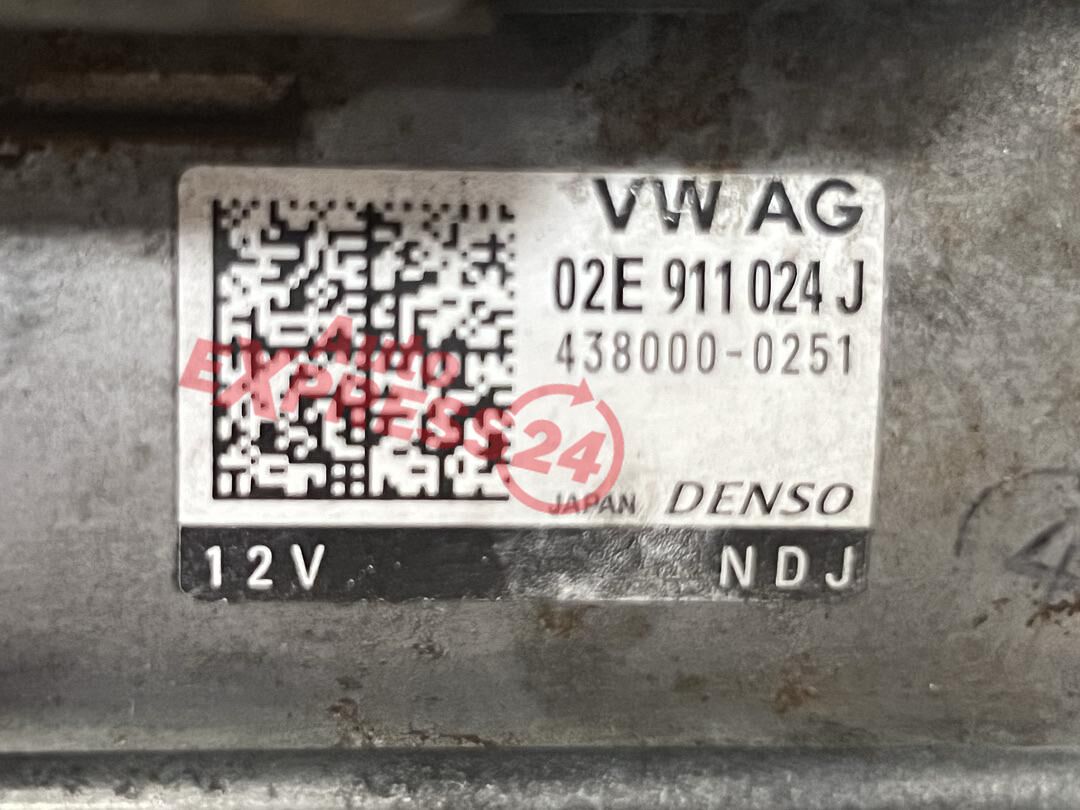 VW AG
02E 911 024 J
438000-0251
Auto
EXPRESS 24
JAPAN DENSO
12V NDJ